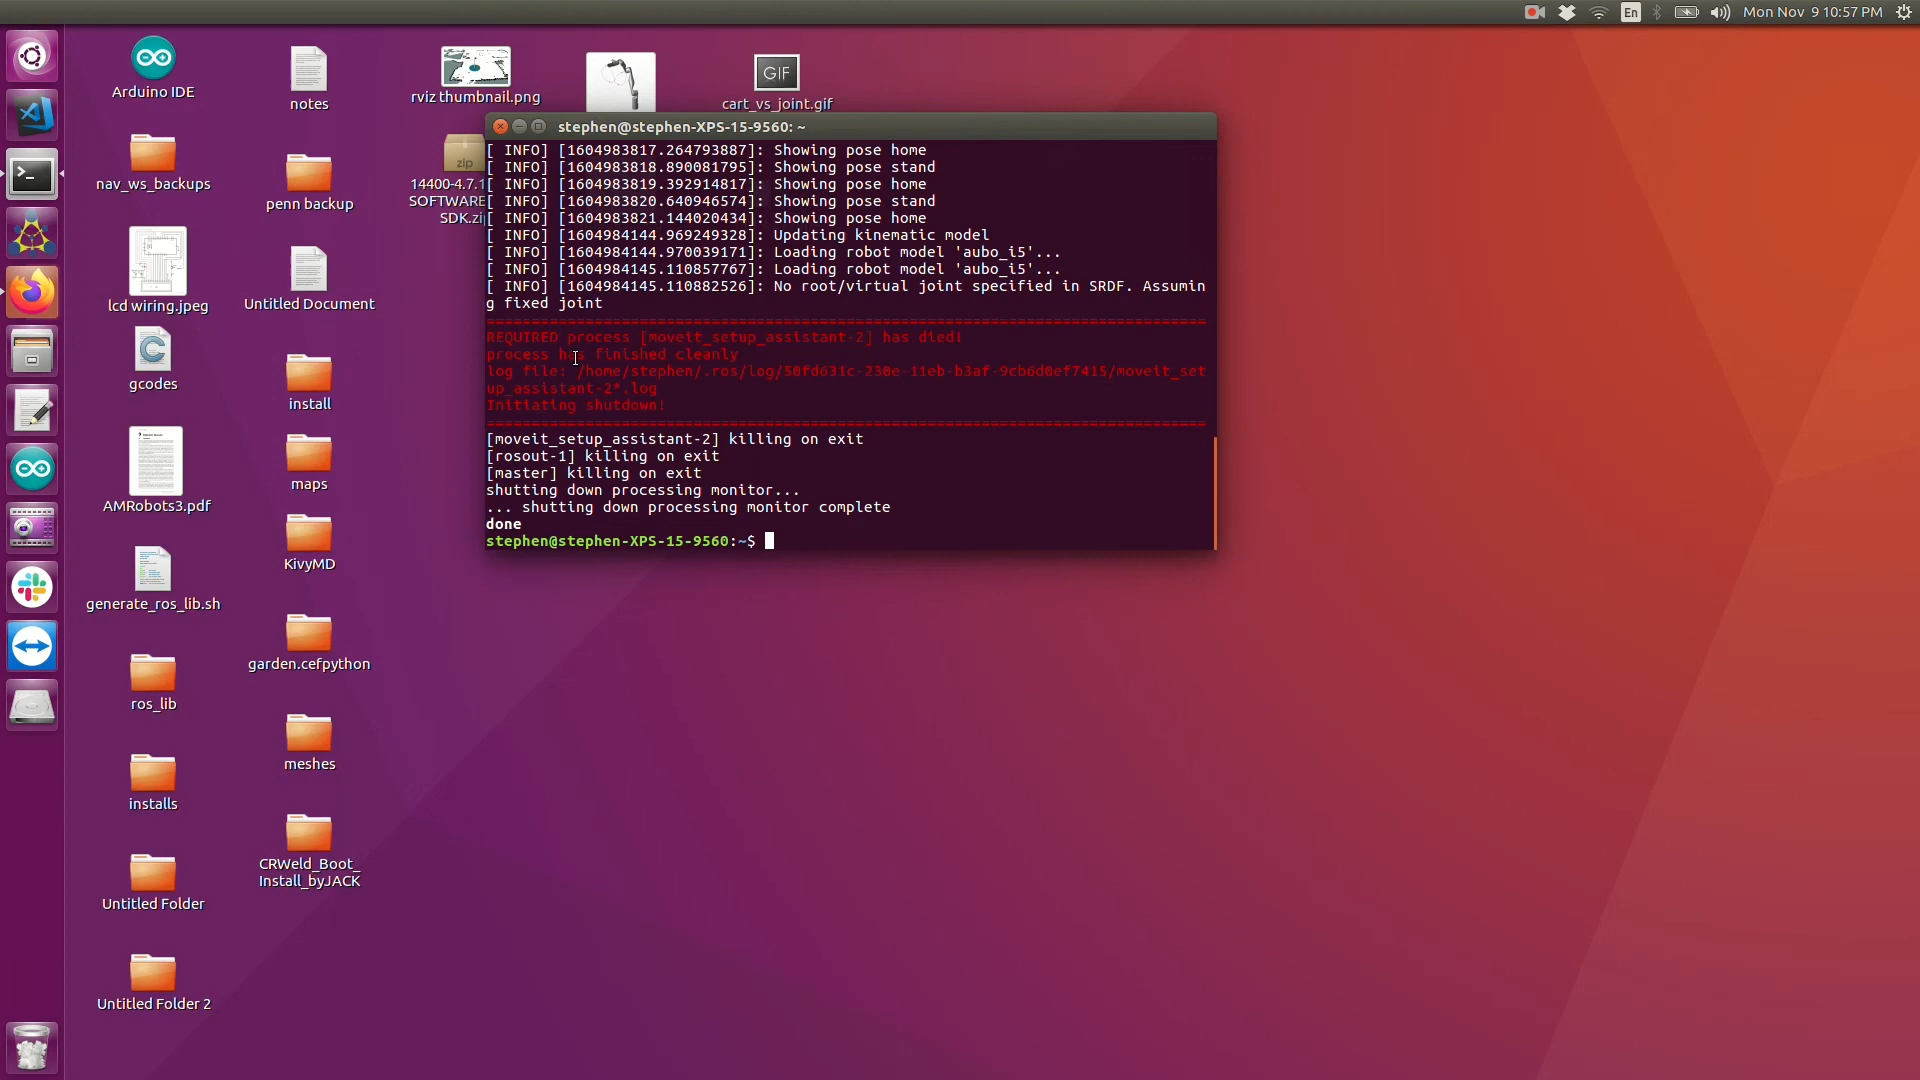 En
Mon Nov 9 10:57 PM
Arduino IDE
notes
rviz thumbnail.png
GIF
cart_vs_joint.gif
nav_ws_backups
penn backup
zip
14400-4.7.1
SOFTWARE
SDK.zip
lcd wiring.jpeg
Untitled Document
gcodes
install
AMRobots3.pdf
maps
generate_ros_lib.sh
KivyMD
ros_lib
garden.cefpython
installs
meshes
Untitled Folder
CRWeld_Boot_
Install_byJACK
Untitled Folder 2
stephen@stephen-XPS-15-9560: ~
[ INFO] [1604983817.264793887]: Showing pose home
[ INFO] [1604983818.890081795]: Showing pose stand
[ INFO] [1604983819.392914817]: Showing pose home
[ INFO] [1604983820.640946574]: Showing pose stand
[ INFO] [1604983821.144020434]: Showing pose home
[ INFO] [1604984144.969249328]: Updating kinematic model
[ INFO] [1604984144.970039171]: Loading robot model 'aubo_i5'...
[ INFO] [1604984145.110857767]: Loading robot model 'aubo_i5'...
[ INFO] [1604984145.110882526]: No root/virtual joint specified in SRDF. Assumin
g fixed joint
================================================================================
REQUIRED process [moveit_setup_assistant-2] has died!
process has finished cleanly
log file: /home/stephen/.ros/log/50fd631c-230e-11eb-b3af-9cb6d0ef7415/moveit_set
up_assistant-2*.log
Initiating shutdown!
================================================================================
[moveit_setup_assistant-2] killing on exit
[rosout-1] killing on exit
[master] killing on exit
shutting down processing monitor...
... shutting down processing monitor complete
done
stephen@stephen-XPS-15-9560:~$